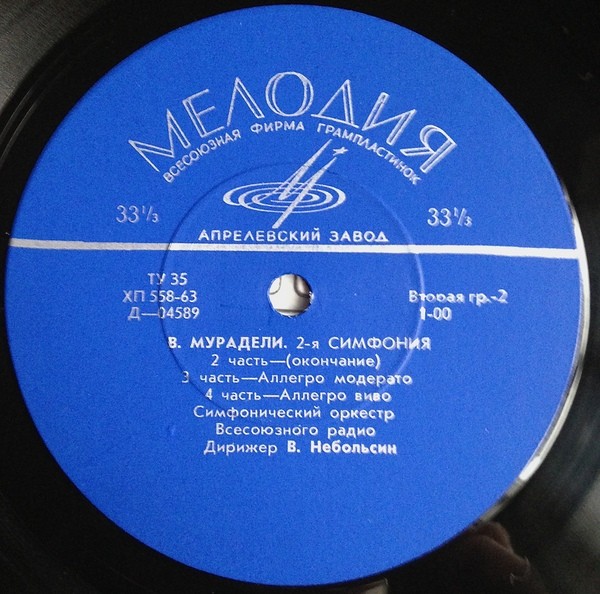 МЕЛОДИЯ
ВСЕСОЮЗНАЯ ФИРМА ГРАМПЛАСТИНОК
33⅓ 33⅓
АПРЕЛЕВСКИЙ ЗАВОД
ТУ 35
ХП 558-63 Вторая гр.-2
Д—04589 1-00
В. МУРАДЕЛИ. 2-я СИМФОНИЯ
2 часть—(окончание)
3 часть—Аллегро модерато
4 часть—Аллегро виво
Симфонический оркестр
Всесоюзного радио
Дирижер В. Небольсин